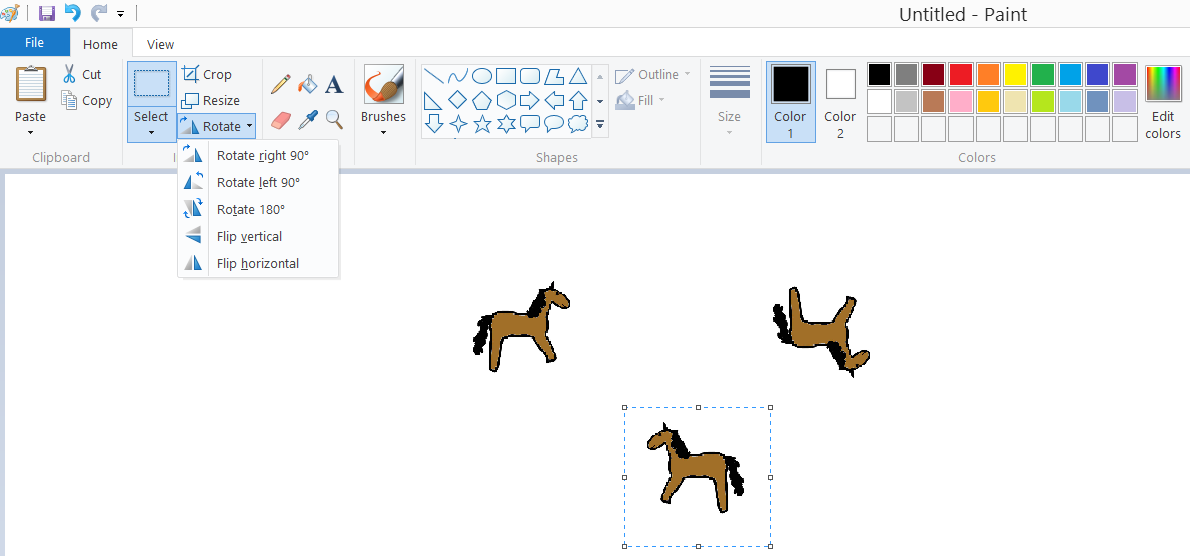 Untitled - Paint
File
Home
View
Paste
Cut
Copy
Clipboard
Select
Crop
Resize
Rotate
I
A
Brushes
Shapes
Outline
Fill
Size
Color
1
Color
2
Edit
colors
Colors
Rotate right 90°
Rotate left 90°
Rotate 180°
Flip vertical
Flip horizontal